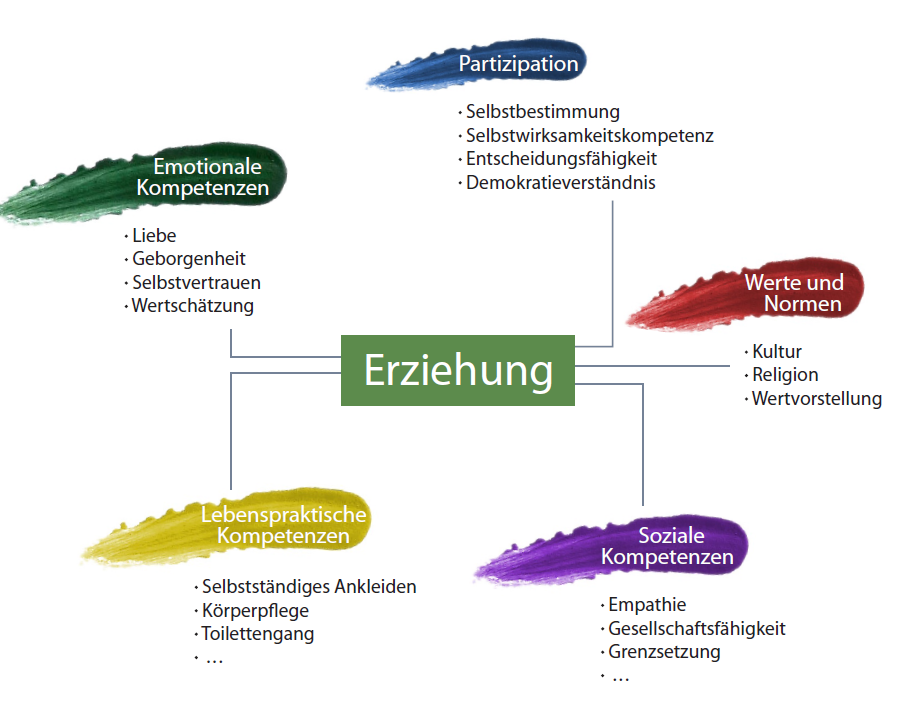 Partizipation
· Selbstbestimmung
· Selbstwirksamkeitskompetenz
· Entscheidungsfähigkeit
· Demokratieverständnis
Emotionale
Kompetenzen
· Liebe
· Geborgenheit
· Selbstvertrauen
· Wertschätzung
Werte und
Normen
· Kultur
· Religion
· Wertvorstellung
Erziehung
Lebenspraktische
Kompetenzen
· Selbstständiges Ankleiden
· Körperpflege
· Toilettengang
· ...
Soziale
Kompetenzen
· Empathie
· Gesellschaftsfähigkeit
· Grenzsetzung
· ...